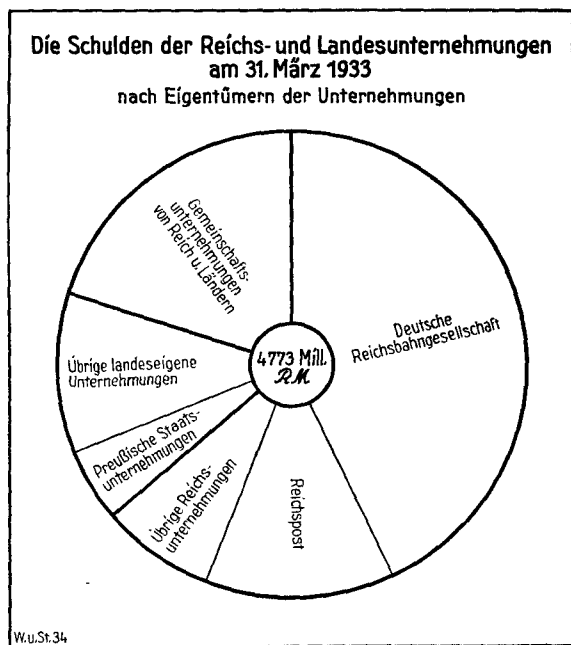 Die Schulden der Reichs- und Landesunternehmungen
am 31. März 1933
nach Eigentümern der Unternehmungen
Gemeinschafts-
unternehmungen
von Reich u. Ländern
Deutsche
Reichsbahngesellschaft
4773 Mill.
RM
Übrige landeseigene
Unternehmungen
Preußische Staats-
unternehmungen
Übrige Reichs-
unternehmungen
Reichspost
W.u.St.34